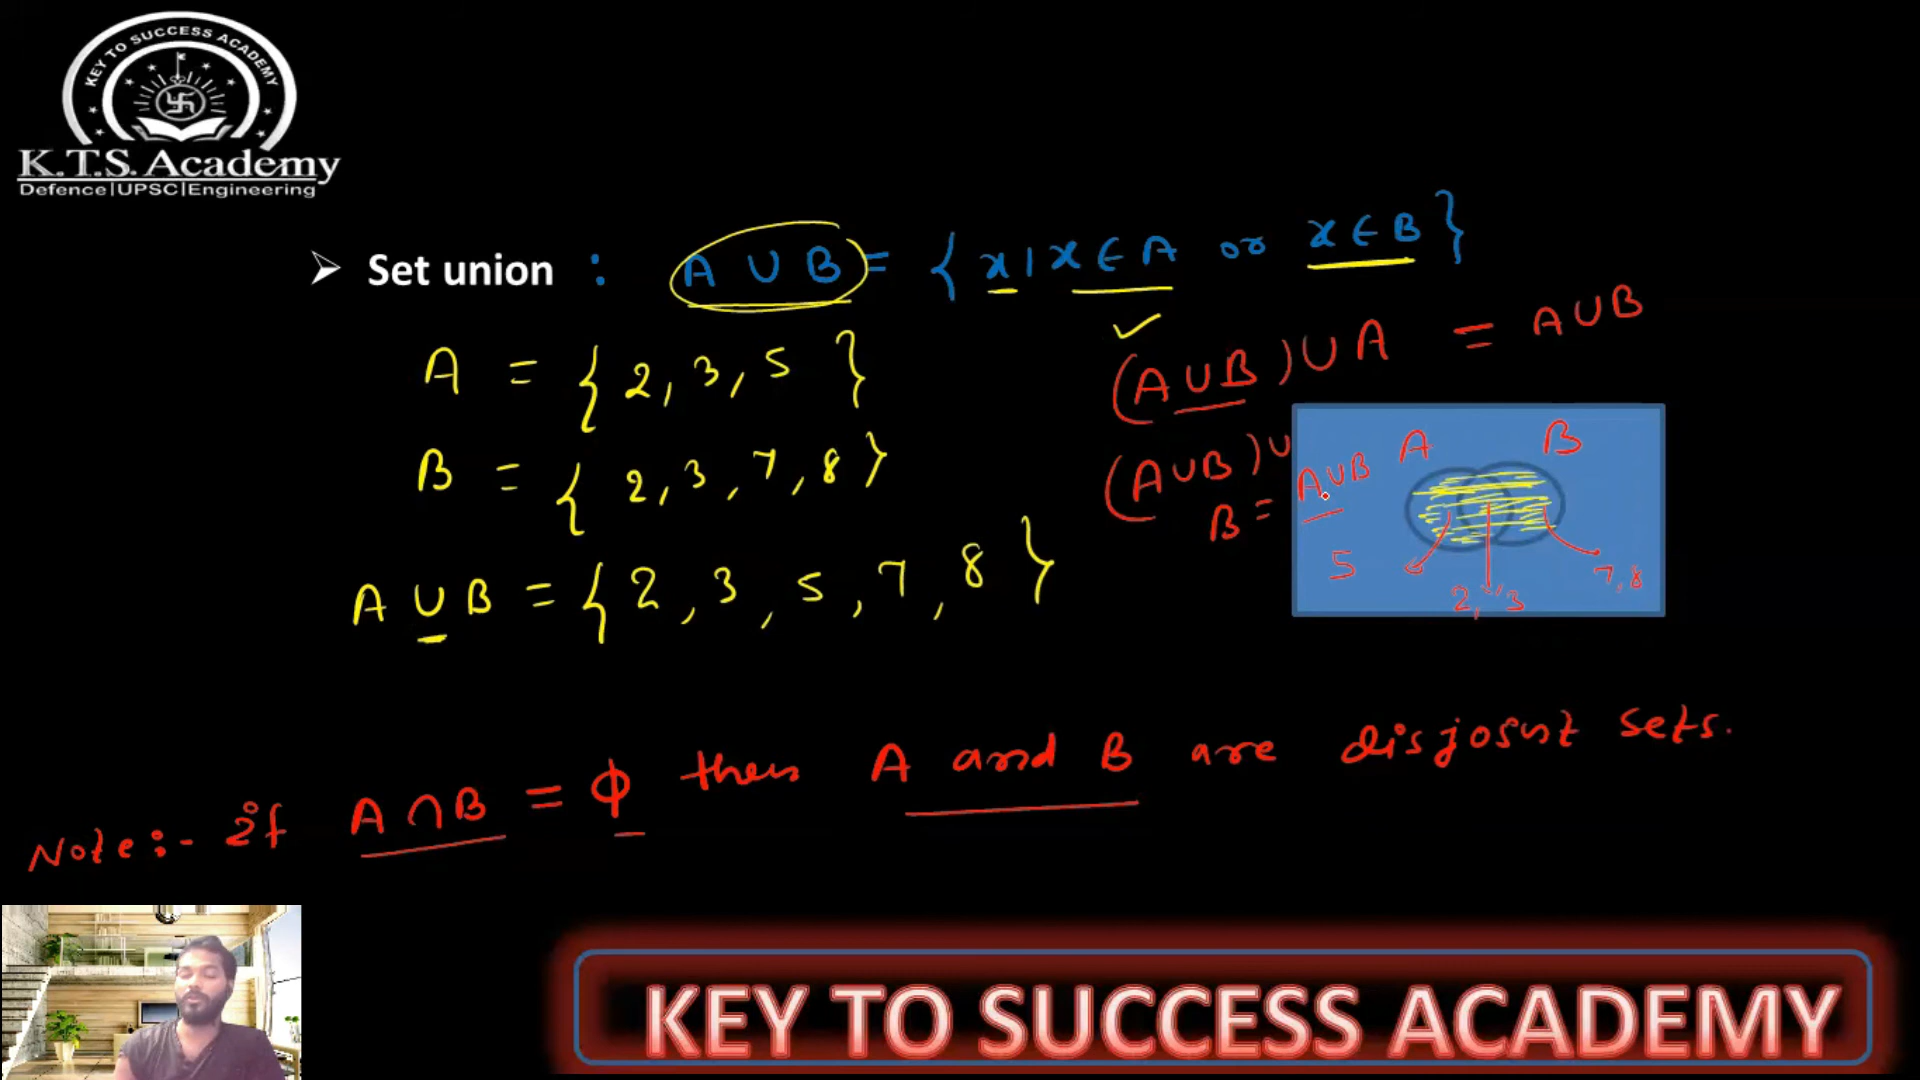 KEY TO SUCCESS ACADEMY
K.T.S. Academy
Defence|UPSC|Engineering
➢ Set union : A ∪ B = { x | x ∈ A or x ∈ B }
A = { 2, 3, 5 }
(A∪B)∪A = A∪B
B = { 2, 3, 7, 8 }
(A∪B)∪
B = A∪B
A B
5
2, 3
7, 8
A ∪ B = { 2, 3, 5, 7, 8 }
Note:- if A ∩ B = ϕ then A and B are disjoint sets.
KEY TO SUCCESS ACADEMY